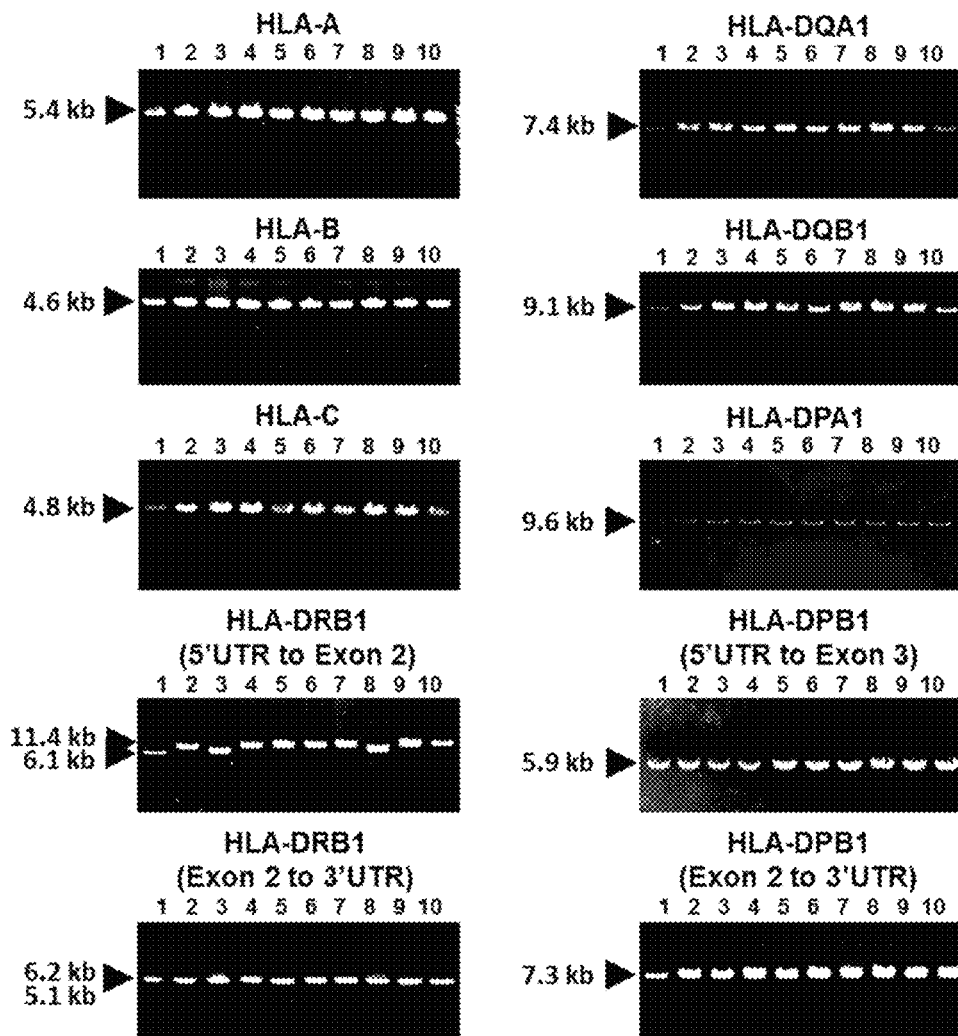 HLA-A
1 2 3 4 5 6 7 8 9 10
5.4 kb
HLA-B
1 2 3 4 5 6 7 8 9 10
4.6 kb
HLA-C
1 2 3 4 5 6 7 8 9 10
4.8 kb
HLA-DRB1
(5'UTR to Exon 2)
1 2 3 4 5 6 7 8 9 10
11.4 kb
6.1 kb
HLA-DRB1
(Exon 2 to 3'UTR)
1 2 3 4 5 6 7 8 9 10
6.2 kb
5.1 kb
HLA-DQA1
1 2 3 4 5 6 7 8 9 10
7.4 kb
HLA-DQB1
1 2 3 4 5 6 7 8 9 10
9.1 kb
HLA-DPA1
1 2 3 4 5 6 7 8 9 10
9.6 kb
HLA-DPB1
(5'UTR to Exon 3)
1 2 3 4 5 6 7 8 9 10
5.9 kb
HLA-DPB1
(Exon 2 to 3'UTR)
1 2 3 4 5 6 7 8 9 10
7.3 kb